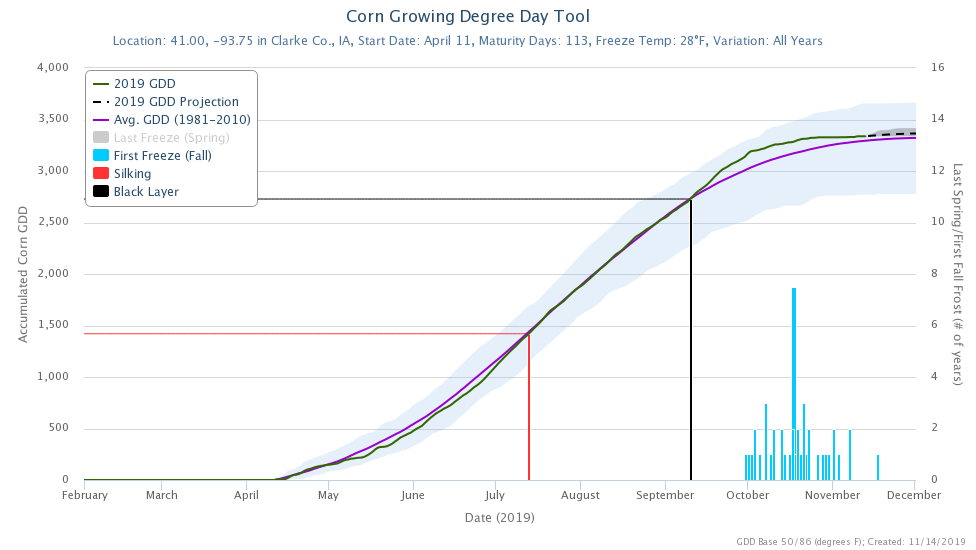 Corn Growing Degree Day Tool
Location: 41.00, -93.75 in Clarke Co., IA, Start Date: April 11, Maturity Days: 113, Freeze Temp: 28°F, Variation: All Years
4,000
3,500
3,000
2,500
2,000
1,500
1,000
500
0
Accumulated Corn GDD
2019 GDD
2019 GDD Projection
Avg. GDD (1981-2010)
Last Freeze (Spring)
First Freeze (Fall)
Silking
Black Layer
16
14
12
10
8
6
4
2
0
Last Spring/First Fall Frost (# of years)
February March April May June July August September October November December
Date (2019)
GDD Base 50/86 (degrees F); Created: 11/14/2019